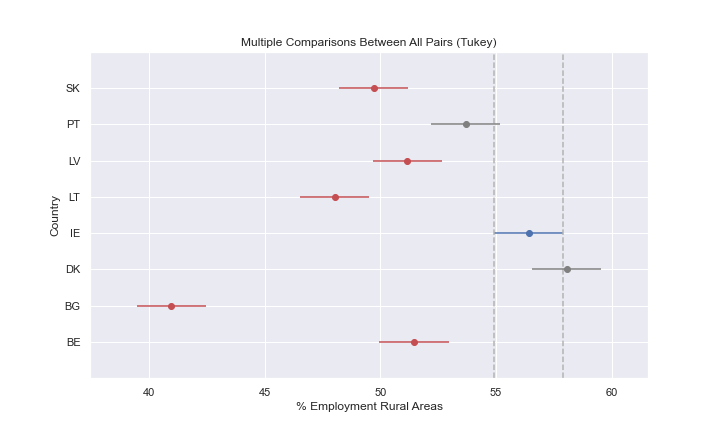 Multiple Comparisons Between All Pairs (Tukey)
SK
PT
LV
LT
IE
DK
BG
BE
Country
40 45 50 55 60
% Employment Rural Areas